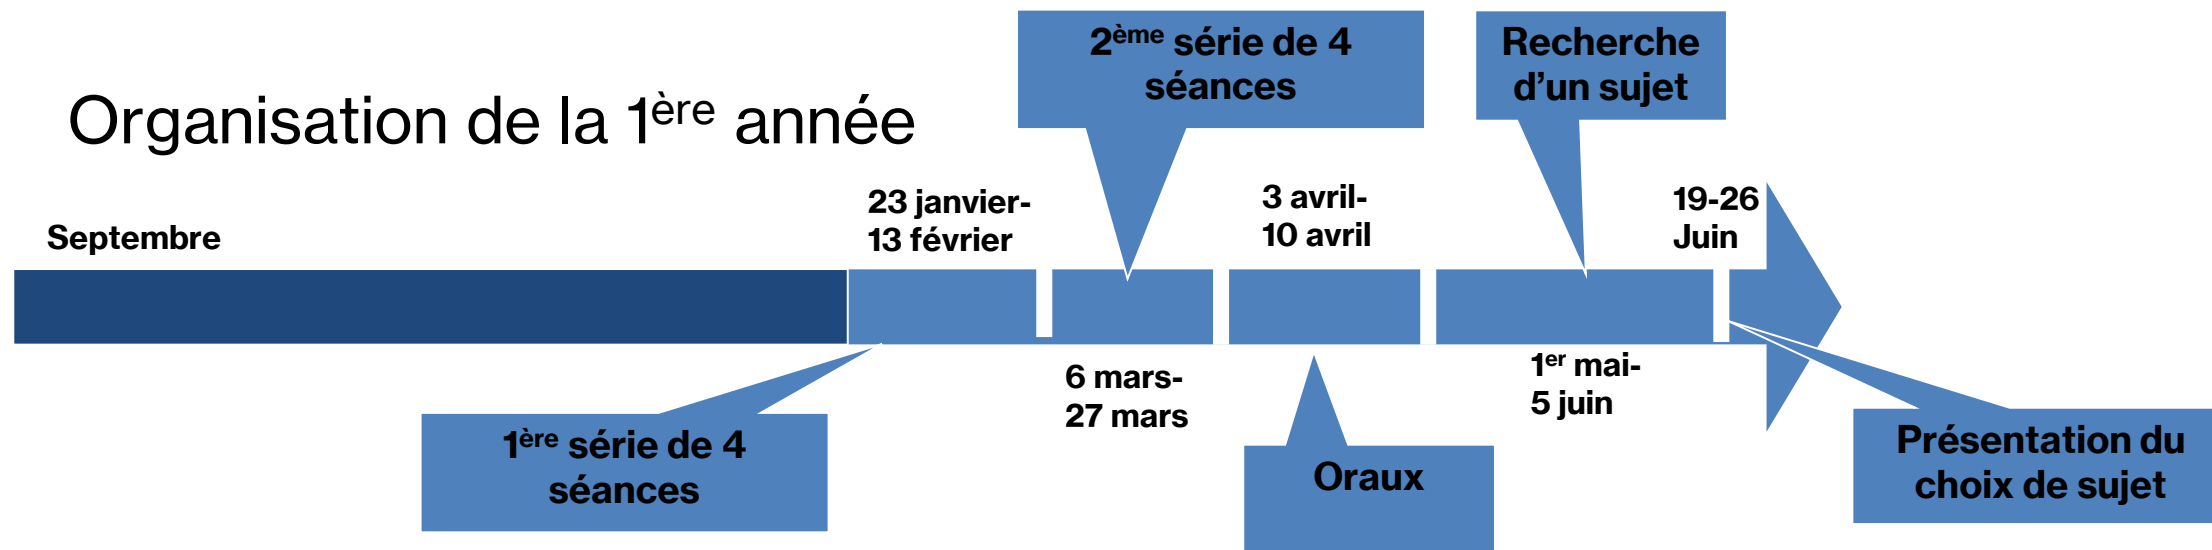 Organisation de la 1ère année
2ème série de 4
séances
Recherche
d’un sujet
Septembre
23 janvier-
13 février
3 avril-
10 avril
19-26
Juin
6 mars-
27 mars
1er mai-
5 juin
1ère série de 4
séances
Oraux
Présentation du
choix de sujet